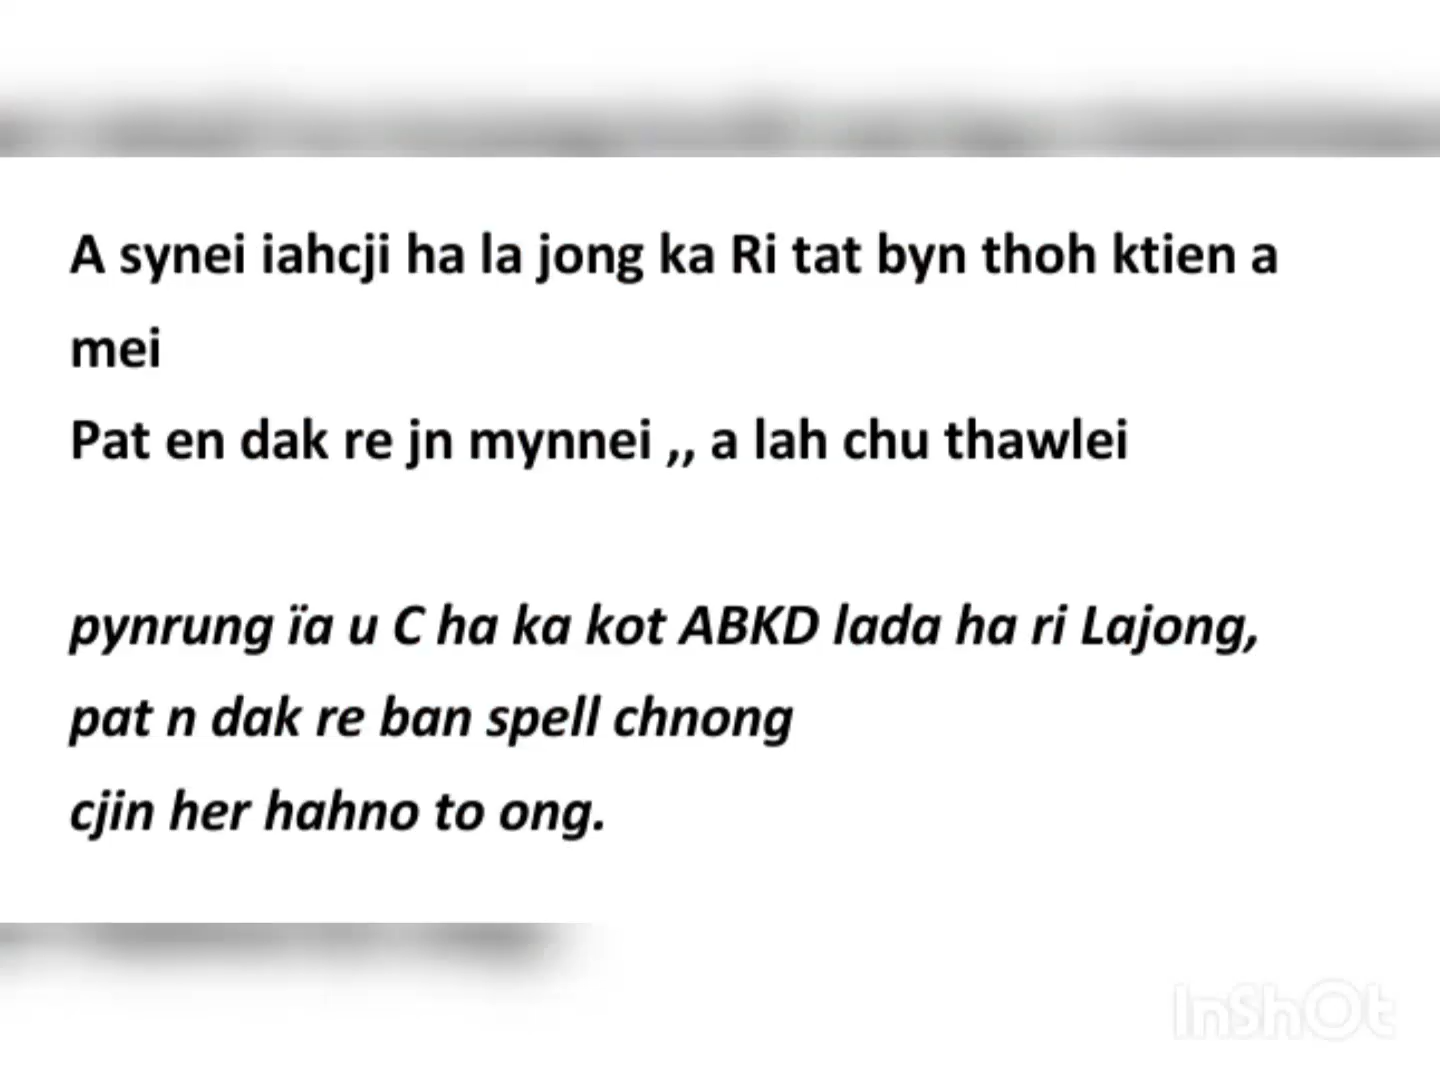 A synei iahcji ha la jong ka Ri tat byn thoh ktien a
mei
Pat en dak re jn mynnei ,, a lah chu thawlei
pynrung ïa u C ha ka kot ABKD lada ha ri Lajong,
pat n dak re ban spell chnong
cjin her hahno to ong.
InShOt